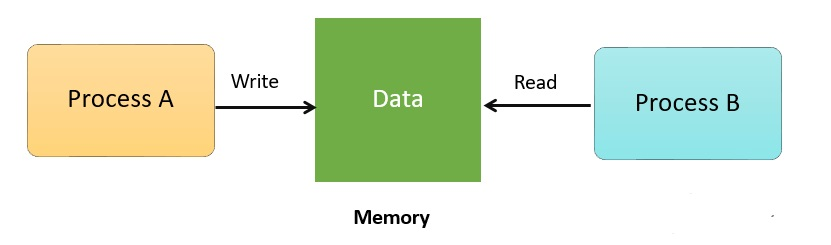 Process A
Write
Data
Read
Process B
Memory